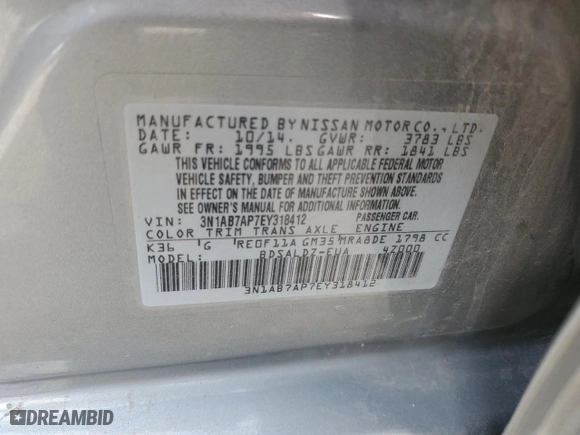 MANUFACTURED BY NISSAN MOTOR CO., LTD.
DATE: 10/14. GVWR: 3783 LBS
GAWR FR: 1995 LBS GAWR RR: 1841 LBS
THIS VEHICLE CONFORMS TO ALL APPLICABLE FEDERAL MOTOR
VEHICLE SAFETY, BUMPER AND THEFT PREVENTION STANDARDS
IN EFFECT ON THE DATE OF MANUFACTURE SHOWN ABOVE.
SEE OWNER'S MANUAL FOR ADDITIONAL INFORMATION.
VIN: 3N1AB7AP7EY318412 PASSENGER CAR.
COLOR TRIM TRANS AXLE ENGINE
K36 G RE0F11A GM35 MRA8DE 1798 CC
MODEL: BDSALDZ-EUA 4Z000
3N1AB7AP7EY318412
DREAMBID